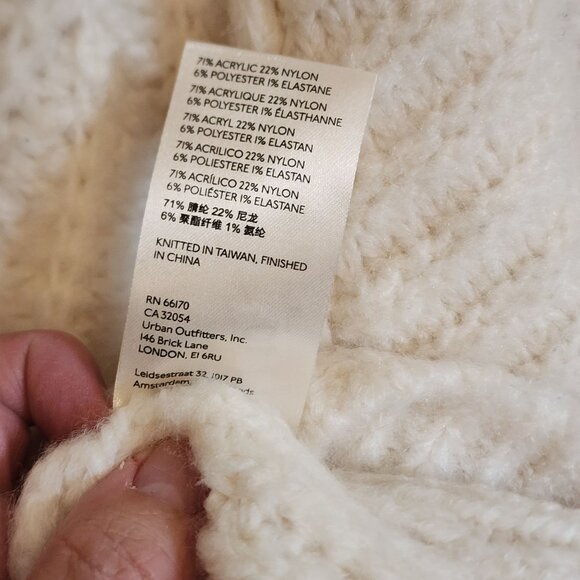 71% ACRYLIC 22% NYLON
6% POLYESTER 1% ELASTANE
71% ACRYLIQUE 22% NYLON
6% POLYESTER 1% ÉLASTHANNE
71% ACRYL 22% NYLON
6% POLYESTER 1% ELASTAN
71% ACRILICO 22% NYLON
6% POLIESTERE 1% ELASTAN
71% ACRÍLICO 22% NYLON
6% POLIÉSTER 1% ELASTANE
71% 腈纶 22% 尼龙
6% 聚酯纤维 1% 氨纶
KNITTED IN TAIWAN, FINISHED
IN CHINA
RN 66170
CA 32054
Urban Outfitters, Inc.
146 Brick Lane
LONDON, E1 6RU
Leidsestraat 32, 1017 PB
Amsterdam,